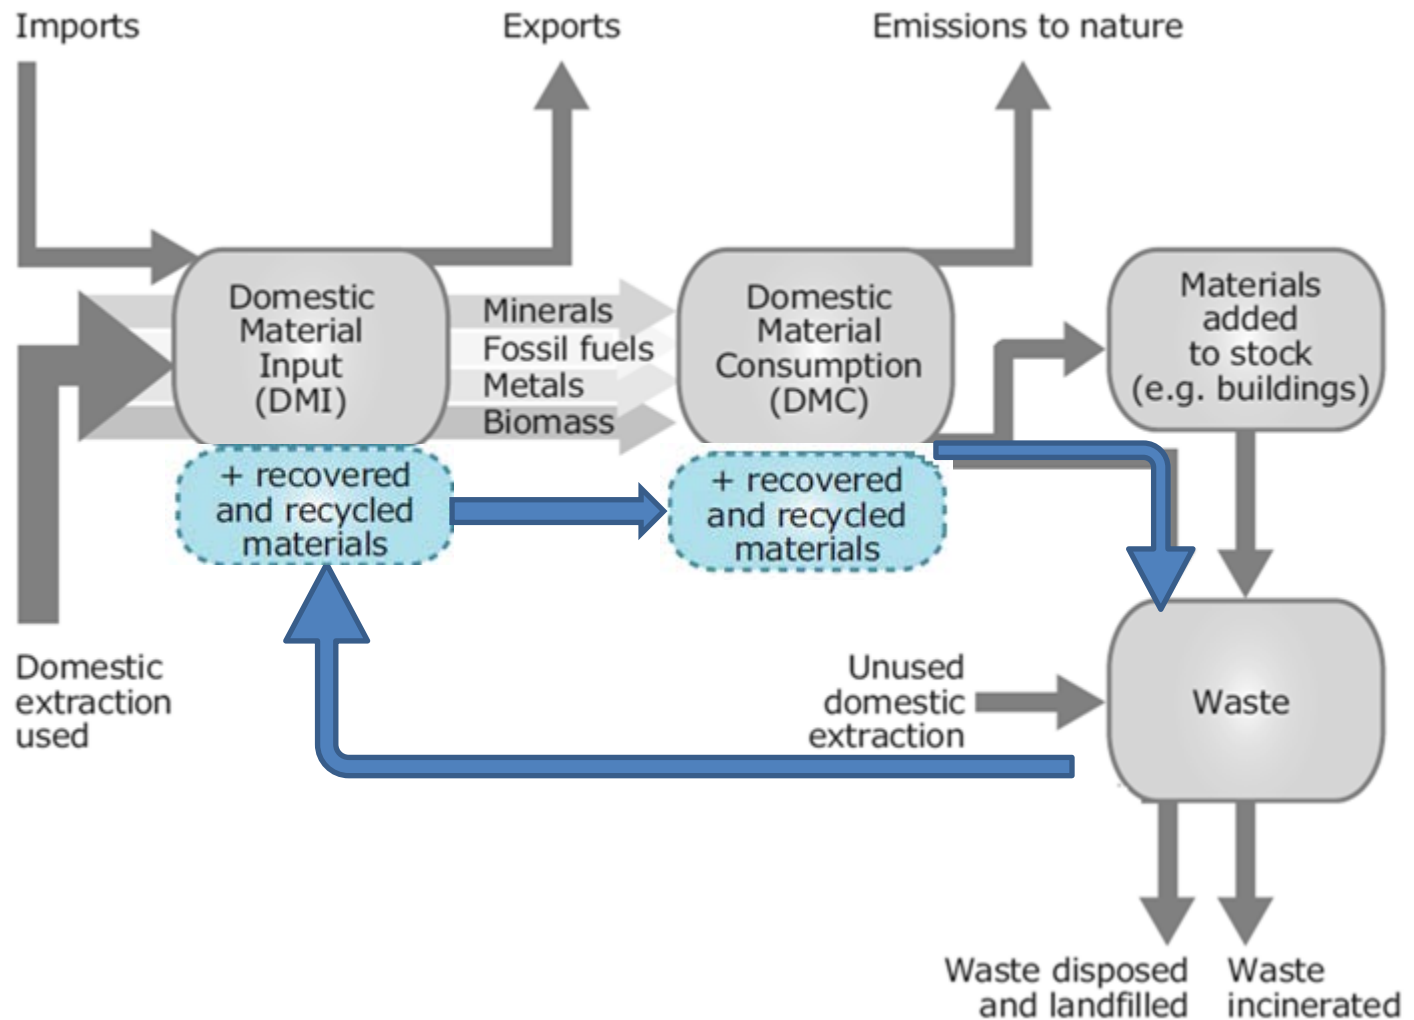 Imports
Exports
Emissions to nature
Domestic
Material
Input
(DMI)
Minerals
Fossil fuels
Metals
Biomass
Domestic
Material
Consumption
(DMC)
Materials
added
to stock
(e.g. buildings)
+ recovered
and recycled
materials
+ recovered
and recycled
materials
Domestic
extraction
used
Unused
domestic
extraction
Waste
Waste disposed
and landfilled
Waste
incinerated